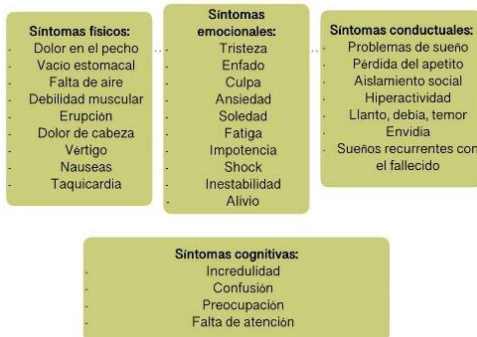 Síntomas físicos:
- Dolor en el pecho
- Vacío estomacal
- Falta de aire
- Debilidad muscular
- Erupción
- Dolor de cabeza
- Vértigo
- Nauseas
- Taquicardia
Síntomas
emocionales:
- Tristeza
- Enfado
- Culpa
- Ansiedad
- Soledad
- Fatiga
- Impotencia
- Shock
- Inestabilidad
- Alivio
Síntomas conductuales:
- Problemas de sueño
- Pérdida del apetito
- Aislamiento social
- Hiperactividad
- Llanto, debía, temor
- Envidia
- Sueños recurrentes con
el fallecido
Síntomas cognitivas:
- Incredulidad
- Confusión
- Preocupación
- Falta de atención